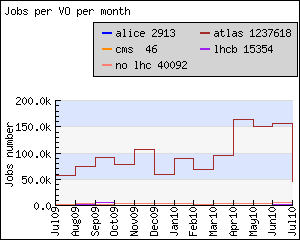 Jobs per VO per month
alice 2913
atlas 1237618
cms 46
lhcb 15354
no lhc 40092
Jobs number
200.0k
150.0k
100.0k
50.0k
0.0
Jul09
Aug09
Sep09
Oct09
Nov09
Dec09
Jan10
Jan10
Mar10
Apr10
May10
Jun10
Jul10